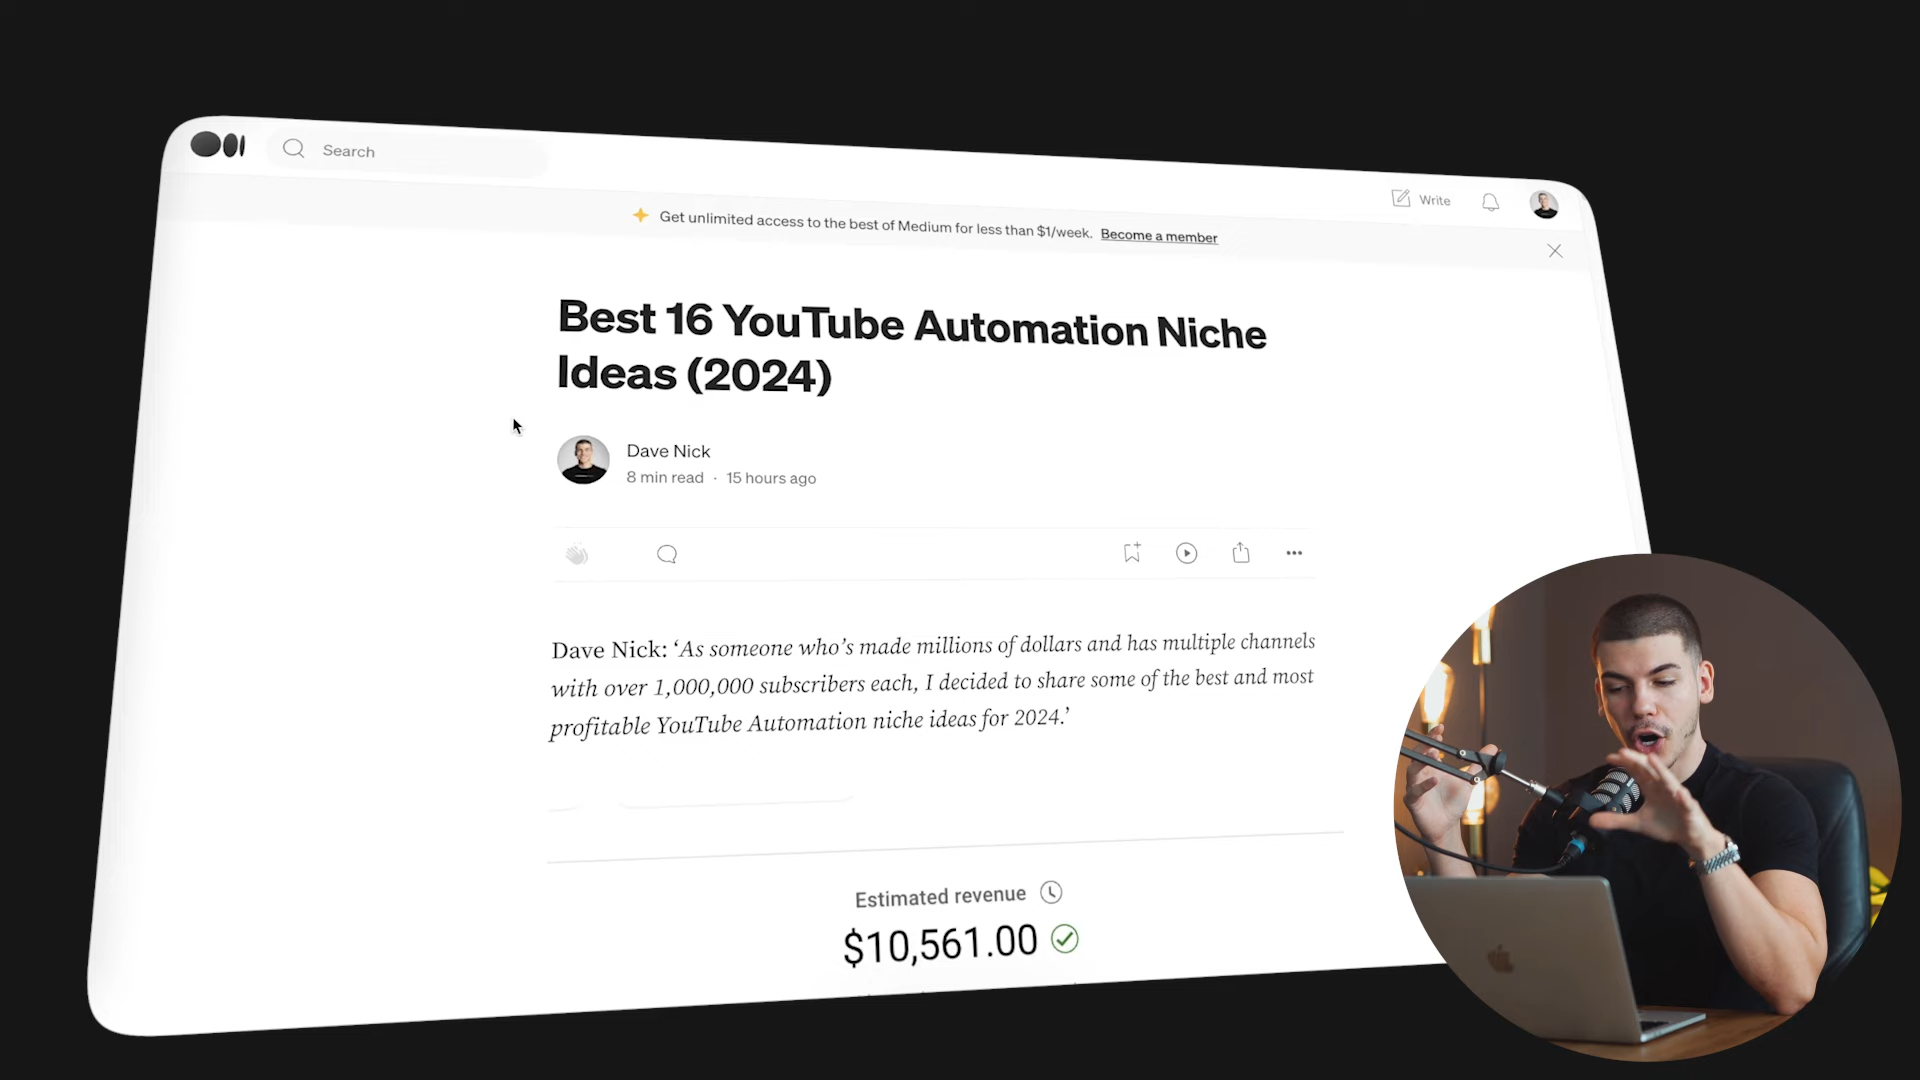 Search
Write
Get unlimited access to the best of Medium for less than $1/week. Become a member
Best 16 YouTube Automation Niche
Ideas (2024)
Dave Nick
8 min read · 15 hours ago
Dave Nick: ‘As someone who’s made millions of dollars and has multiple channels
with over 1,000,000 subscribers each, I decided to share some of the best and most
profitable YouTube Automation niche ideas for 2024.’
Estimated revenue
$10,561.00